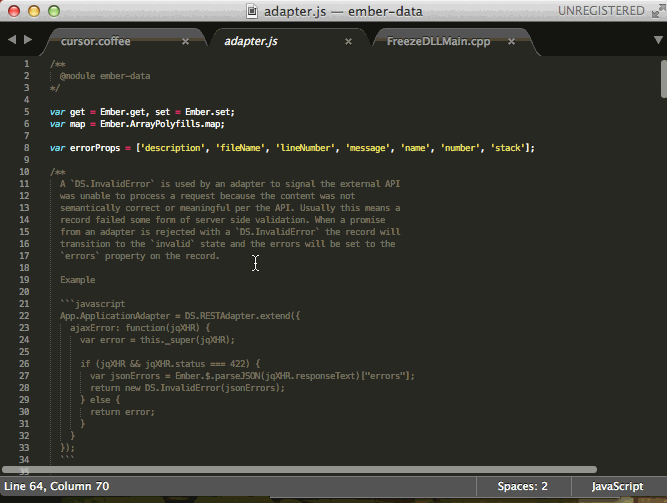 adapter.js — ember-data
UNREGISTERED
cursor.coffee × adapter.js × FreezeDLLMain.cpp ×
1 /**
2 @module ember-data
3 */
4
5 var get = Ember.get, set = Ember.set;
6 var map = Ember.ArrayPolyfills.map;
7
8 var errorProps = ['description', 'fileName', 'lineNumber', 'message', 'name', 'number', 'stack'];
9
10 /**
11 A `DS.InvalidError` is used by an adapter to signal the external API
12 was unable to process a request because the content was not
13 semantically correct or meaningful per the API. Usually this means a
14 record failed some form of server side validation. When a promise
15 from an adapter is rejected with a `DS.InvalidError` the record will
16 transition to the `invalid` state and the errors will be set to the
17 `errors` property on the record.
18
19 Example
20
21 ```javascript
22 App.ApplicationAdapter = DS.RESTAdapter.extend({
23 ajaxError: function(jqXHR) {
24 var error = this._super(jqXHR);
25
26 if (jqXHR && jqXHR.status === 422) {
27 var jsonErrors = Ember.$.parseJSON(jqXHR.responseText)["errors"];
28 return new DS.InvalidError(jsonErrors);
29 } else {
30 return error;
31 }
32 }
33 });
34 ```
35
Line 64, Column 70
Spaces: 2
JavaScript